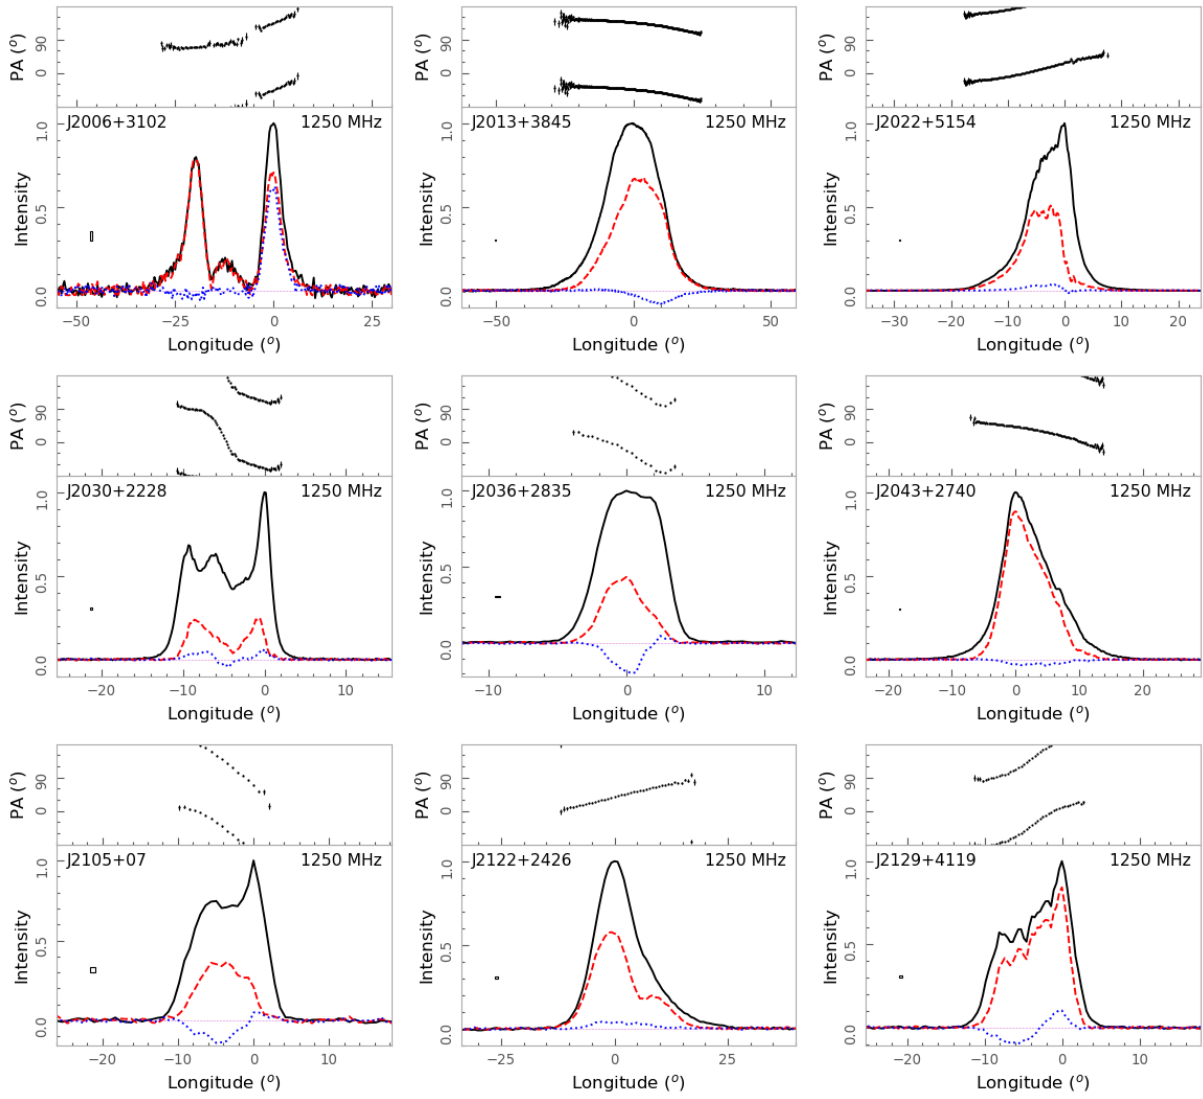 PA (°)
90
0
J2006+3102 1250 MHz
Intensity
1.0
0.5
0.0
−50 −25 0 25
Longitude (°)
PA (°)
90
0
J2013+3845 1250 MHz
Intensity
1.0
0.5
0.0
−50 0 50
Longitude (°)
PA (°)
90
0
J2022+5154 1250 MHz
Intensity
1.0
0.5
0.0
−30 −20 −10 0 10 20
Longitude (°)
PA (°)
90
0
J2030+2228 1250 MHz
Intensity
1.0
0.5
0.0
−20 −10 0 10
Longitude (°)
PA (°)
90
0
J2036+2835 1250 MHz
Intensity
1.0
0.5
0.0
−10 0 10
Longitude (°)
PA (°)
90
0
J2043+2740 1250 MHz
Intensity
1.0
0.5
0.0
−20 −10 0 10 20
Longitude (°)
PA (°)
90
0
J2105+07 1250 MHz
Intensity
1.0
0.5
0.0
−20 −10 0 10
Longitude (°)
PA (°)
90
0
J2122+2426 1250 MHz
Intensity
1.0
0.5
0.0
−25 0 25
Longitude (°)
PA (°)
90
0
J2129+4119 1250 MHz
Intensity
1.0
0.5
0.0
−20 −10 0 10
Longitude (°)